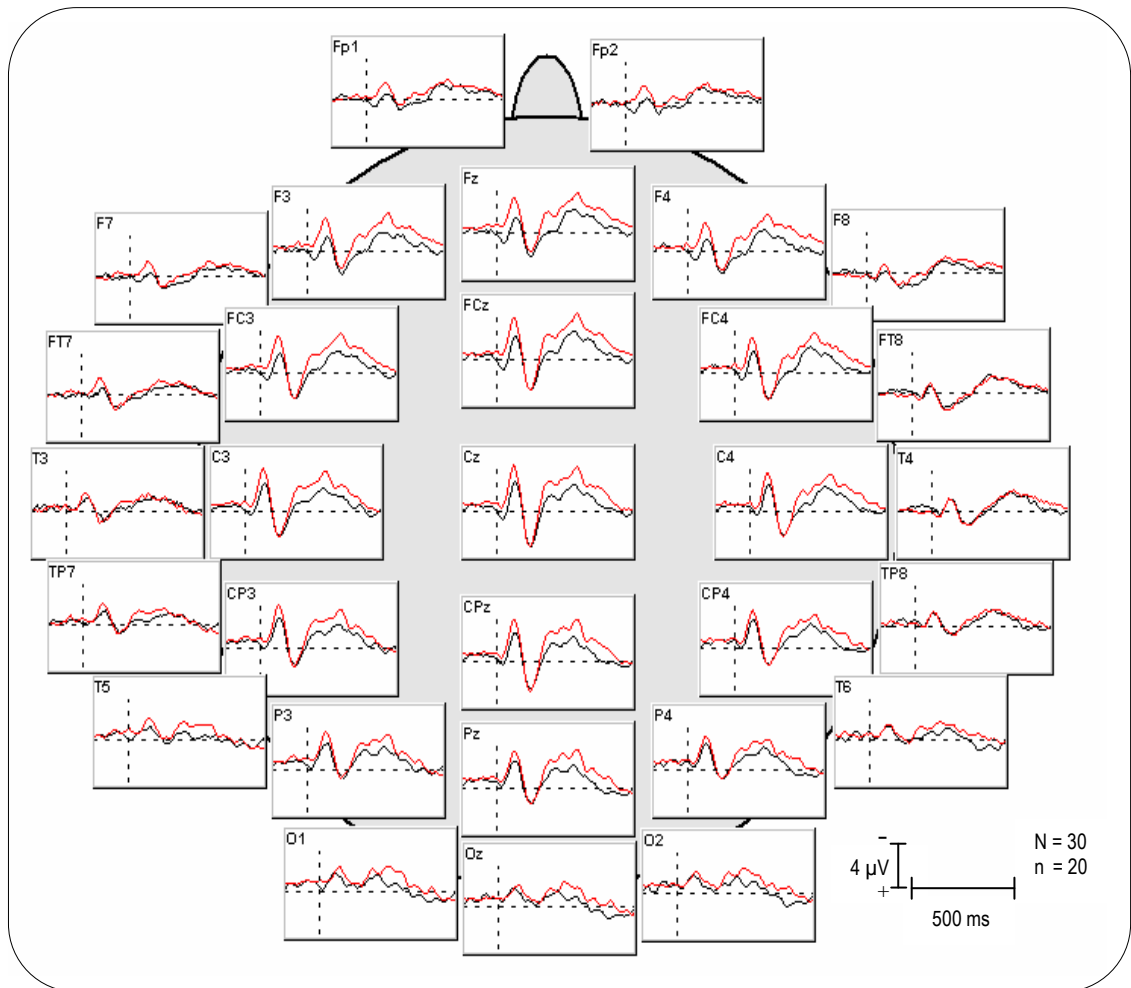 Fp1
Fp2
Fz
F3
F4
F7
F8
FCz
FC3
FC4
FT7
FT8
T3
C3
Cz
C4
T4
TP7
CP3
CPz
CP4
TP8
T5
P3
Pz
P4
T6
O1
Oz
O2
-
4 µV
+
500 ms
N = 30
n = 20